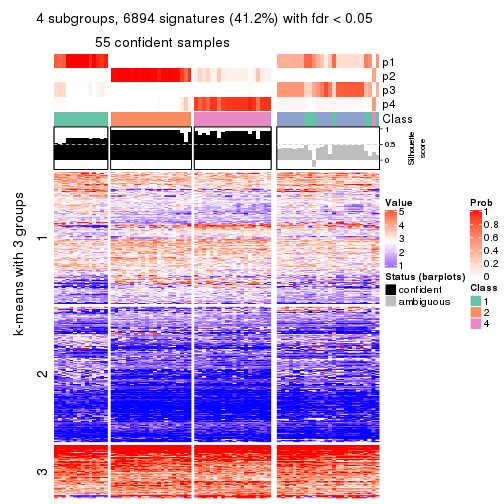 4 subgroups, 6894 signatures (41.2%) with fdr < 0.05
55 confident samples
p1
p2
p3
p4
Class
1
0.5
0
Silhouette
score
k-means with 3 groups
1
2
3
Value
5
4
3
2
1
Status (barplots)
confident
ambiguous
Prob
1
0.8
0.6
0.4
0.2
0
Class
1
2
4